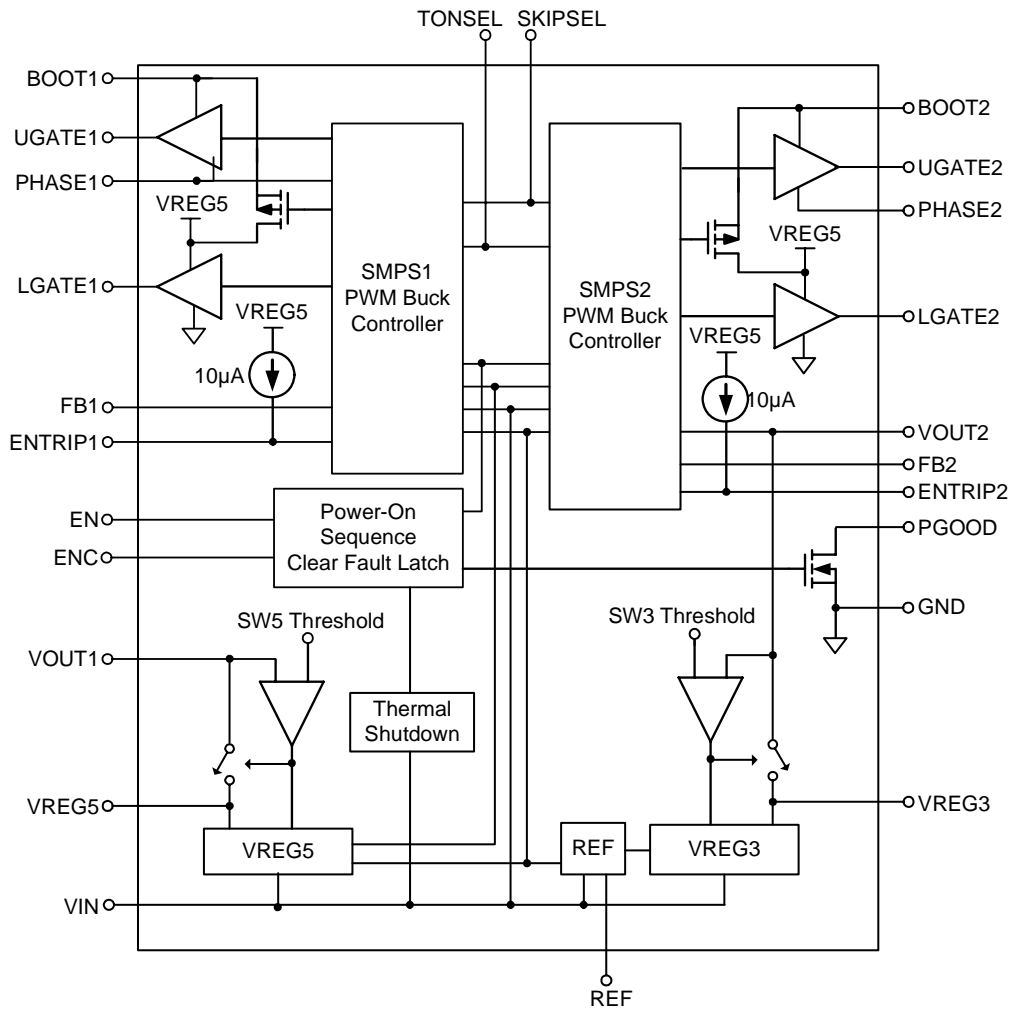 TONSEL SKIPSEL
BOOT1
UGATE1
PHASE1
VREG5
LGATE1
VREG5
10µA
FB1
ENTRIP1
SMPS1
PWM Buck
Controller
SMPS2
PWM Buck
Controller
BOOT2
UGATE2
PHASE2
VREG5
LGATE2
VREG5
10µA
VOUT2
FB2
ENTRIP2
PGOOD
GND
EN
ENC
Power-On
Sequence
Clear Fault Latch
SW5 Threshold
SW3 Threshold
VOUT1
Thermal
Shutdown
VREG5
VREG3
VREG5
REF
VREG3
VIN
REF